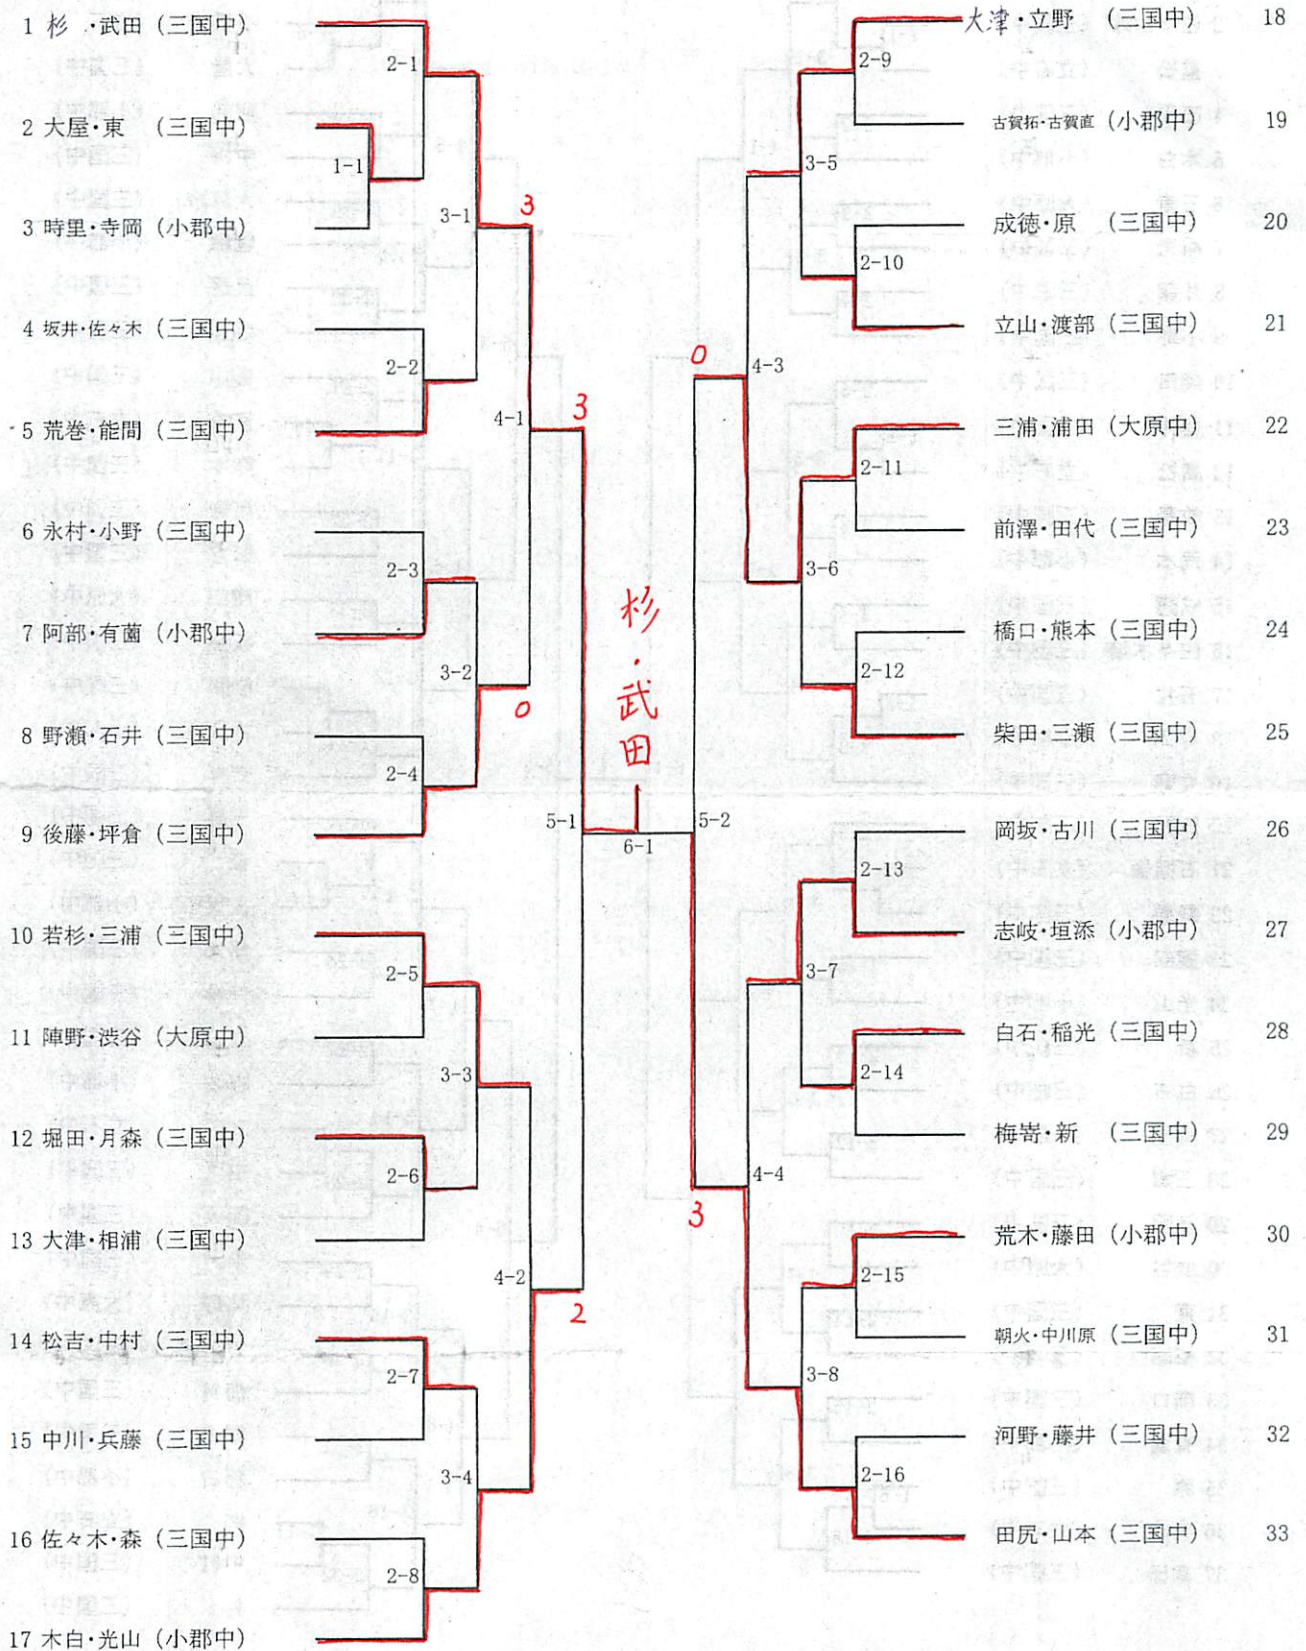 1 杉・武田 (三国中)
2 大屋・東 (三国中)
3 時里・寺岡 (小郡中)
4 坂井・佐々木 (三国中)
5 荒巻・能間 (三国中)
6 永村・小野 (三国中)
7 阿部・有薗 (小郡中)
8 野瀬・石井 (三国中)
9 後藤・坪倉 (三国中)
10 若杉・三浦 (三国中)
11 陣野・渋谷 (大原中)
12 堀田・月森 (三国中)
13 大津・相浦 (三国中)
14 松吉・中村 (三国中)
15 中川・兵藤 (三国中)
16 佐々木・森 (三国中)
17 木白・光山 (小郡中)
1-1
2-1
2-2
2-3
2-4
2-5
2-6
2-7
2-8
3-1
3-2
3-3
3-4
3
0
4-1
4-2
3
2
5-1
杉・武田
6-1
5-2
0
3
4-3
4-4
3-5
3-6
3-7
3-8
2-9
2-10
2-11
2-12
2-13
2-14
2-15
2-16
大津・立野 (三国中) 18
古賀拓・古賀直 (小郡中) 19
成徳・原 (三国中) 20
立山・渡部 (三国中) 21
三浦・浦田 (大原中) 22
前澤・田代 (三国中) 23
橋口・熊本 (三国中) 24
柴田・三瀬 (三国中) 25
岡坂・古川 (三国中) 26
志岐・垣添 (小郡中) 27
白石・稲光 (三国中) 28
梅嵜・新 (三国中) 29
荒木・藤田 (小郡中) 30
朝火・中川原 (三国中) 31
河野・藤井 (三国中) 32
田尻・山本 (三国中) 33